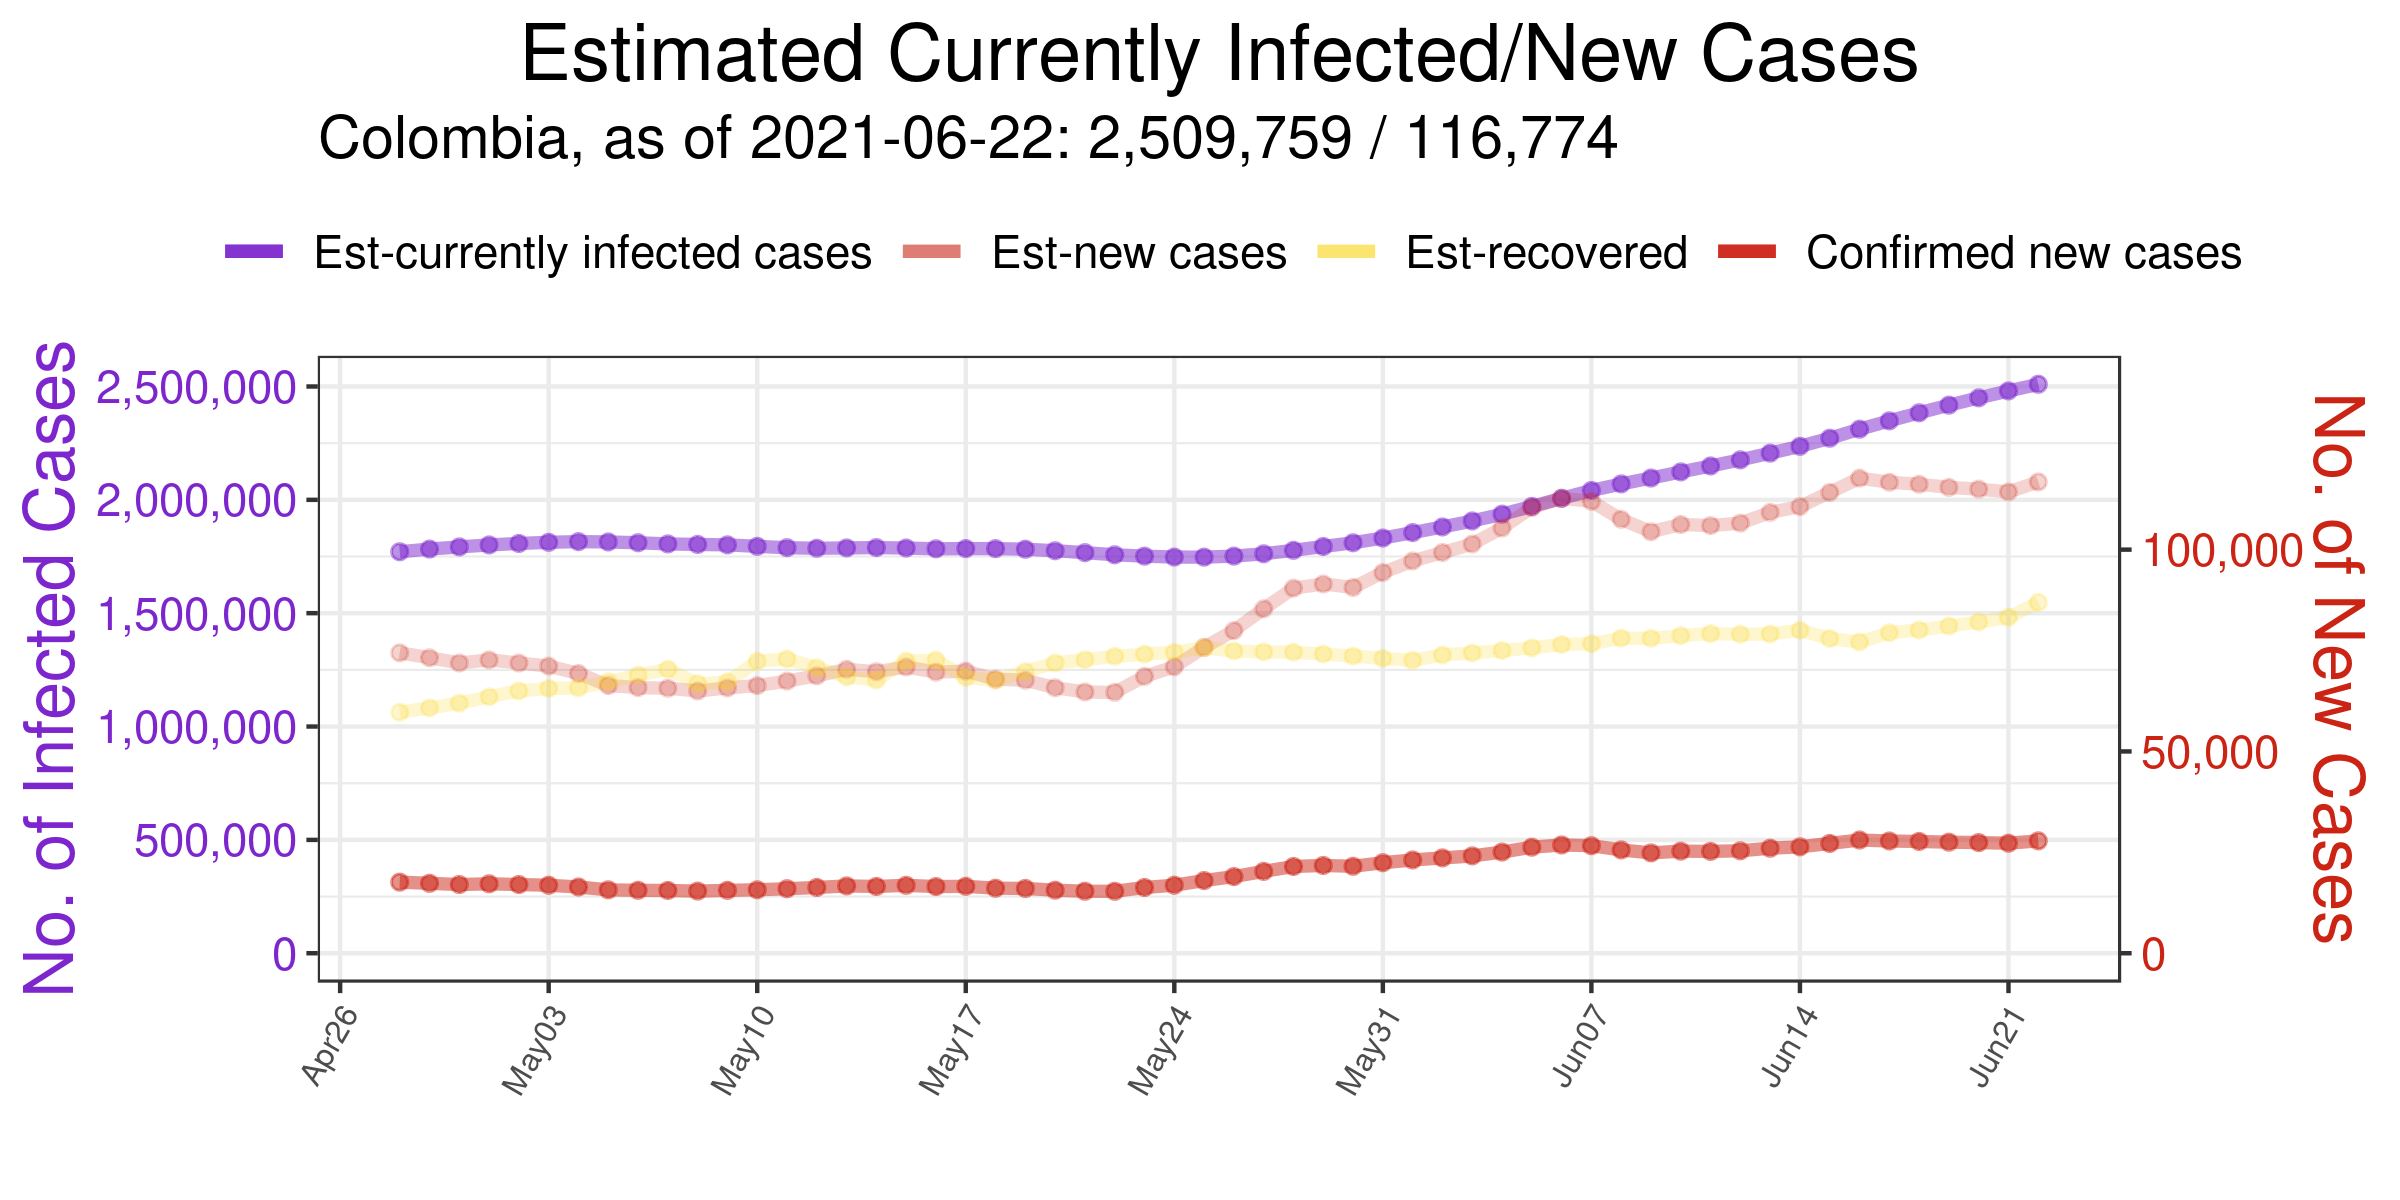 Estimated Currently Infected/New Cases
Colombia, as of 2021-06-22: 2,509,759 / 116,774
Est-currently infected cases
Est-new cases
Est-recovered
Confirmed new cases
No. of Infected Cases
2,500,000
2,000,000
1,500,000
1,000,000
500,000
0
100,000
50,000
0
No. of New Cases
Apr26
May03
May10
May17
May24
May31
Jun07
Jun14
Jun21